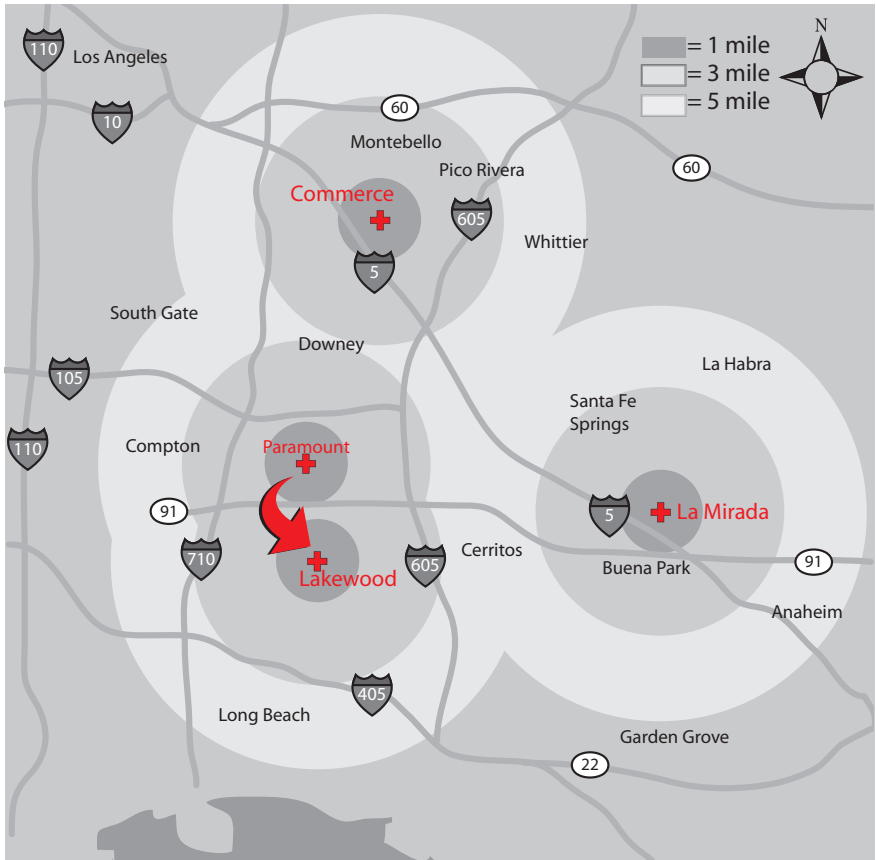 N
110
Los Angeles
= 1 mile
= 3 mile
= 5 mile
10
60
Montebello
60
Pico Rivera
Commerce
605
Whittier
5
South Gate
Downey
La Habra
105
Santa Fe
Springs
110
Compton
Paramount
91
5
La Mirada
710
Cerritos
605
Lakewood
Buena Park
91
Anaheim
405
Long Beach
Garden Grove
22